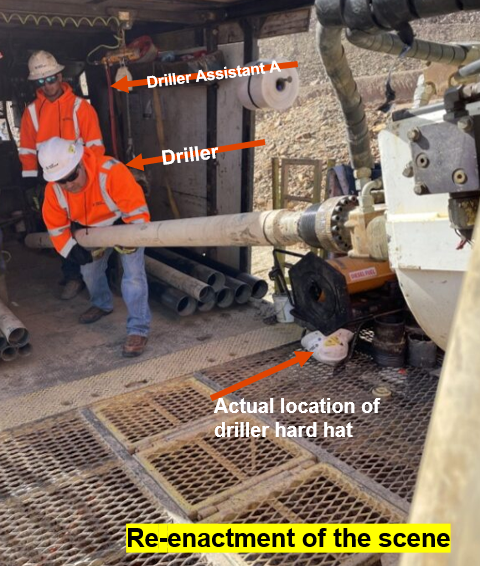 Driller Assistant A
Driller
Actual location of
driller hard hat
Re-enactment of the scene